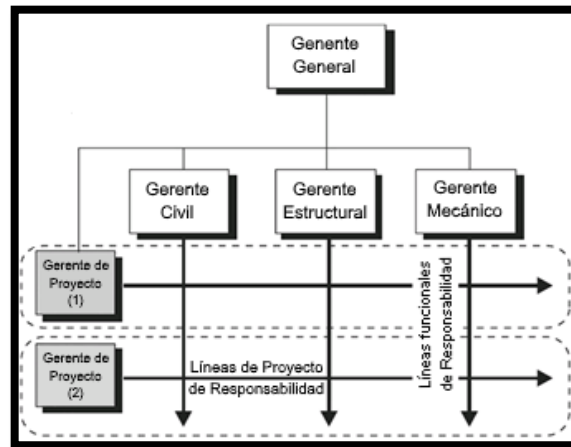 Genente
General
Gerente
Civil
Gerente
Estructural
Gerente
Mecánico
Gerente de
Proyecto
(1)
Líneas funcionales
de Responsabilidad
Gerente de
Proyecto
(2)
Líneas de Proyecto
de Responsabilidad